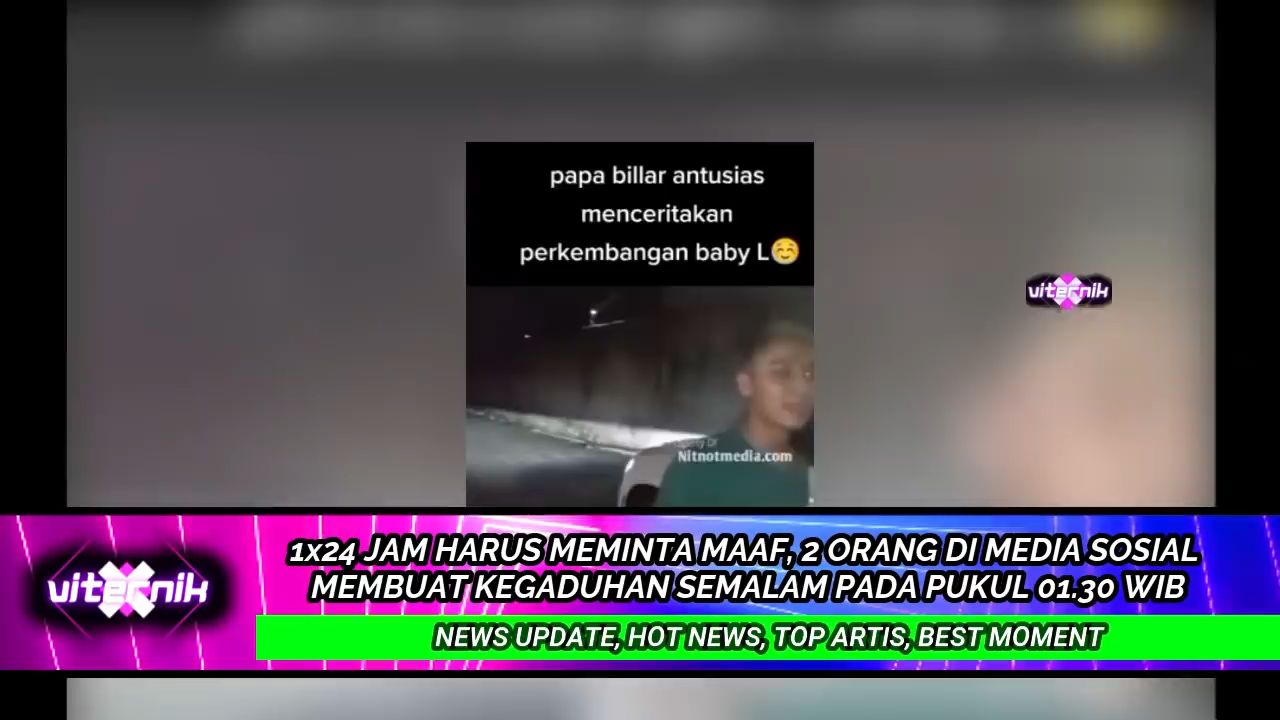 papa billar antusias
menceritakan
perkembangan baby L☺️
viternik
Nitnotmedia.com
1x24 JAM HARUS MEMINTA MAAF, 2 ORANG DI MEDIA SOSIAL
MEMBUAT KEGADUHAN SEMALAM PADA PUKUL 01.30 WIB
viternik
NEWS UPDATE, HOT NEWS, TOP ARTIS, BEST MOMENT